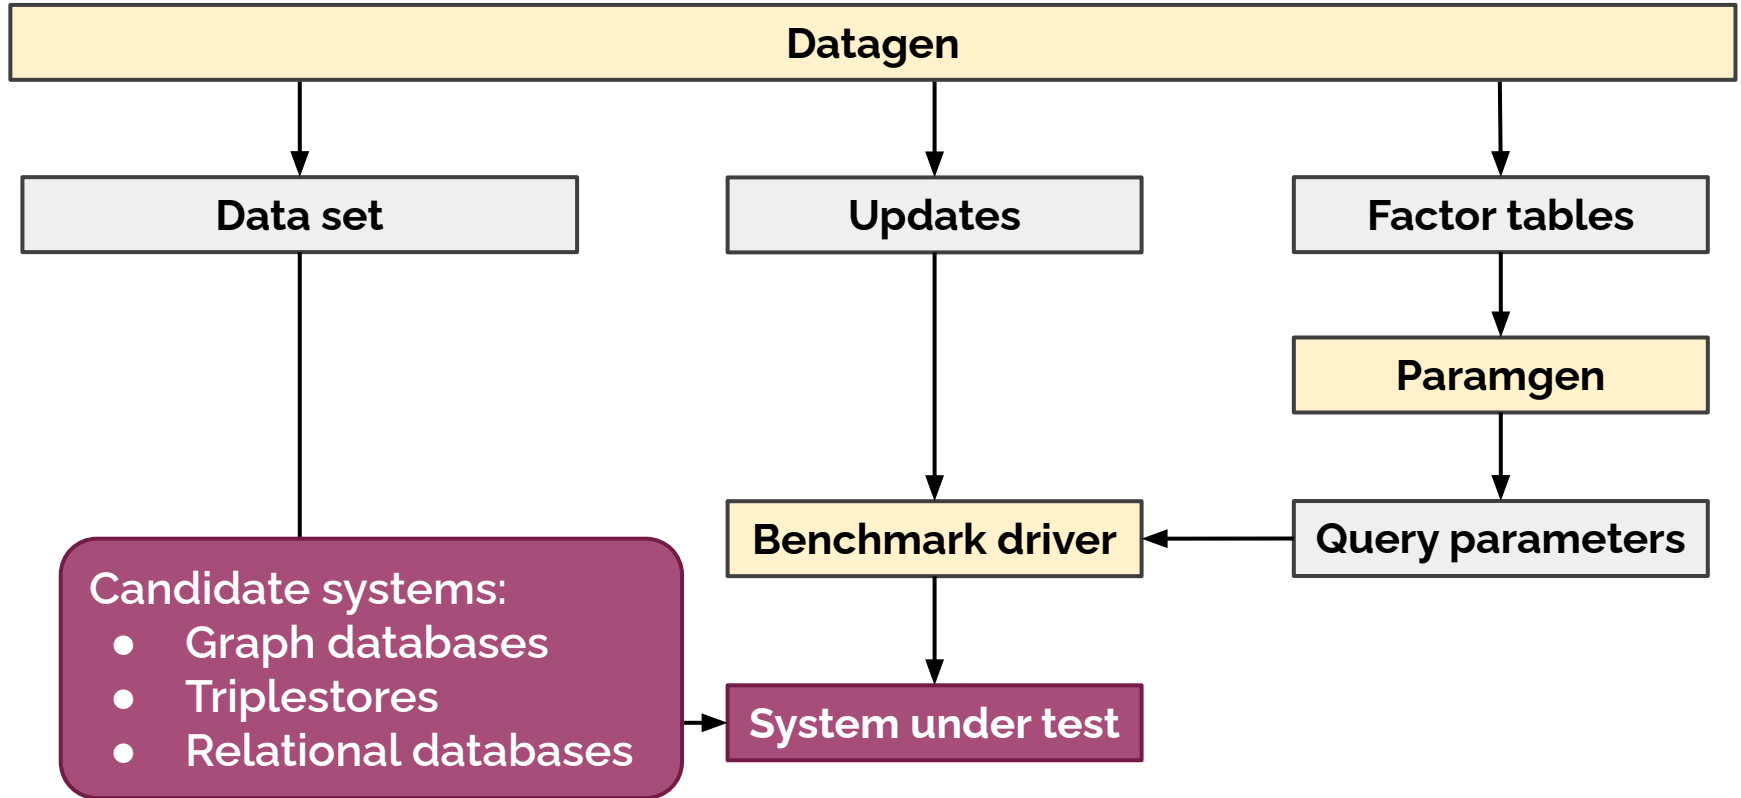 Datagen
Data set
Updates
Factor tables
Paramgen
Benchmark driver
Query parameters
Candidate systems:
● Graph databases
● Triplestores
● Relational databases
System under test